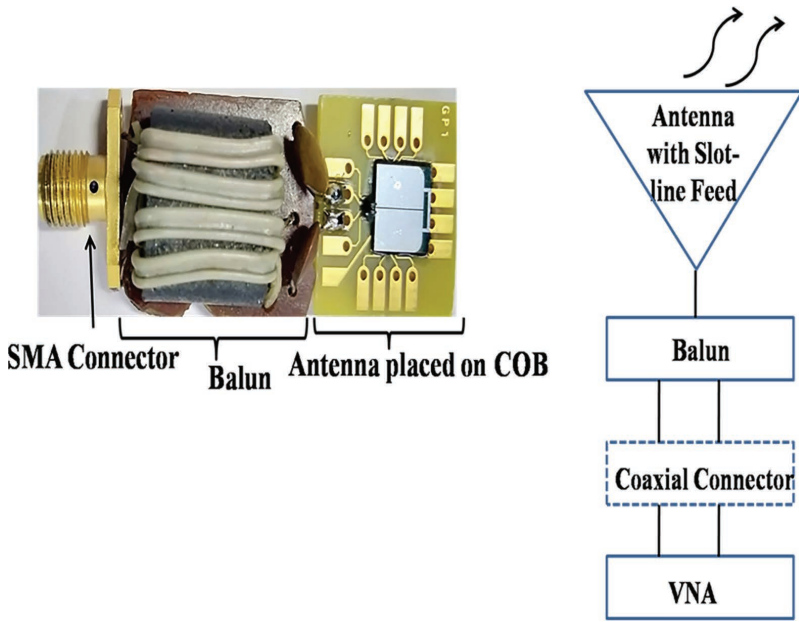 GP1
SMA Connector
Balun
Antenna placed on COB
Antenna
with Slot-
line Feed
Balun
Coaxial Connector
VNA